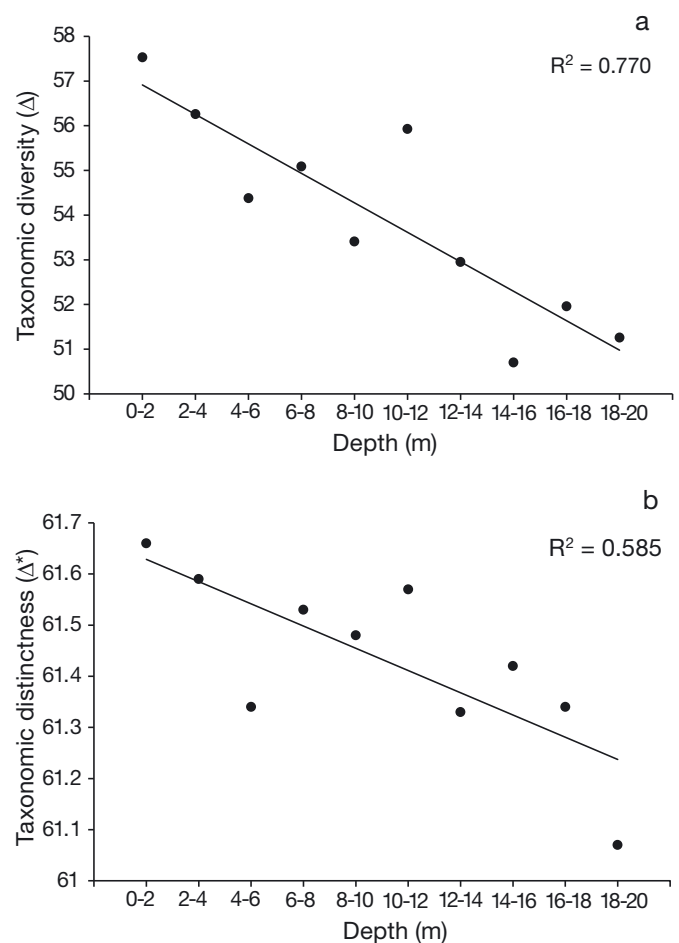 a
R² = 0.770
Taxonomic diversity (Δ)
58
57
56
55
54
53
52
51
50
0-2 2-4 4-6 6-8 8-10 10-12 12-14 14-16 16-18 18-20
Depth (m)
b
R² = 0.585
Taxonomic distinctness (Δ*)
61.7
61.6
61.5
61.4
61.3
61.2
61.1
61
0-2 2-4 4-6 6-8 8-10 10-12 12-14 14-16 16-18 18-20
Depth (m)